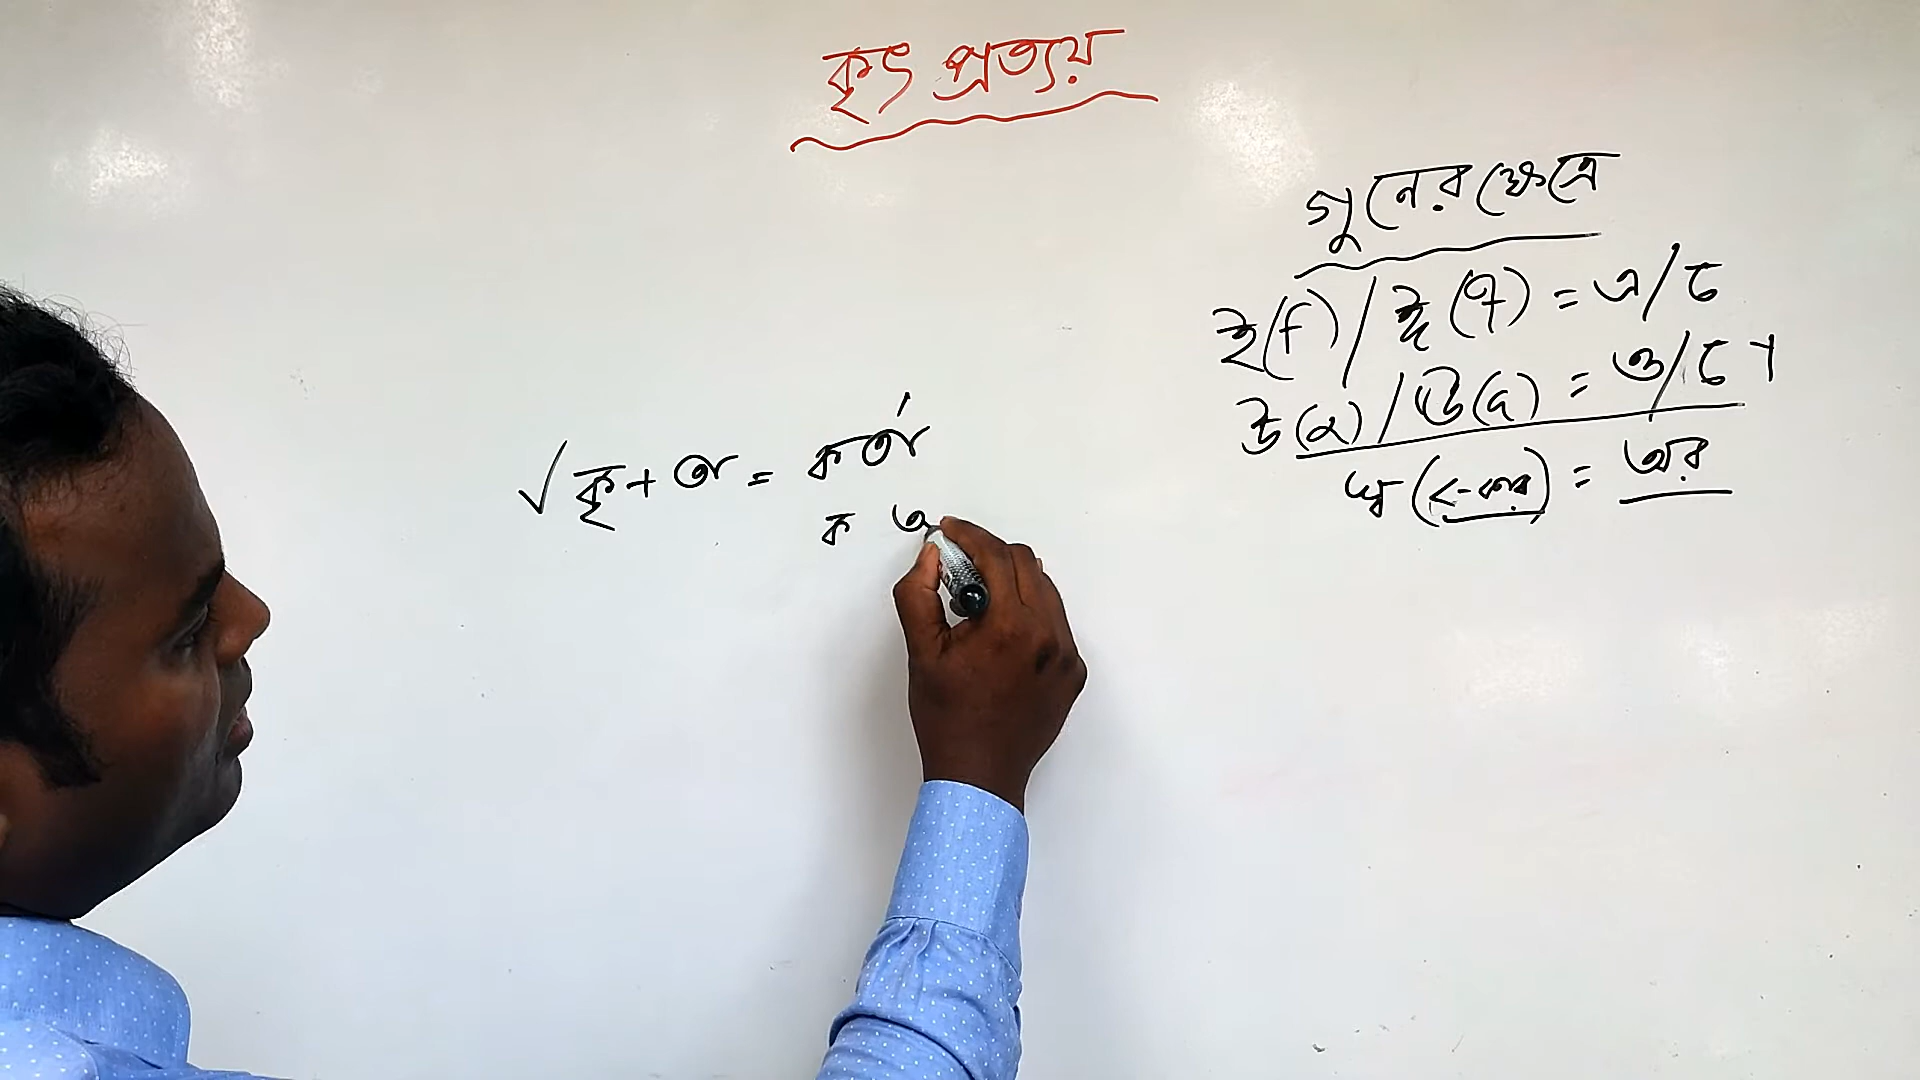 কৃৎ প্রত্যয়
গুনের ক্ষেত্রে
ই(ি) / ঈ(ী) = এ/ে
উ(ু) / ঊ(ূ) = ও/ো
ঋ(ৃ-কার) = অর
√কৃ + তা = কর্তা
ক অ